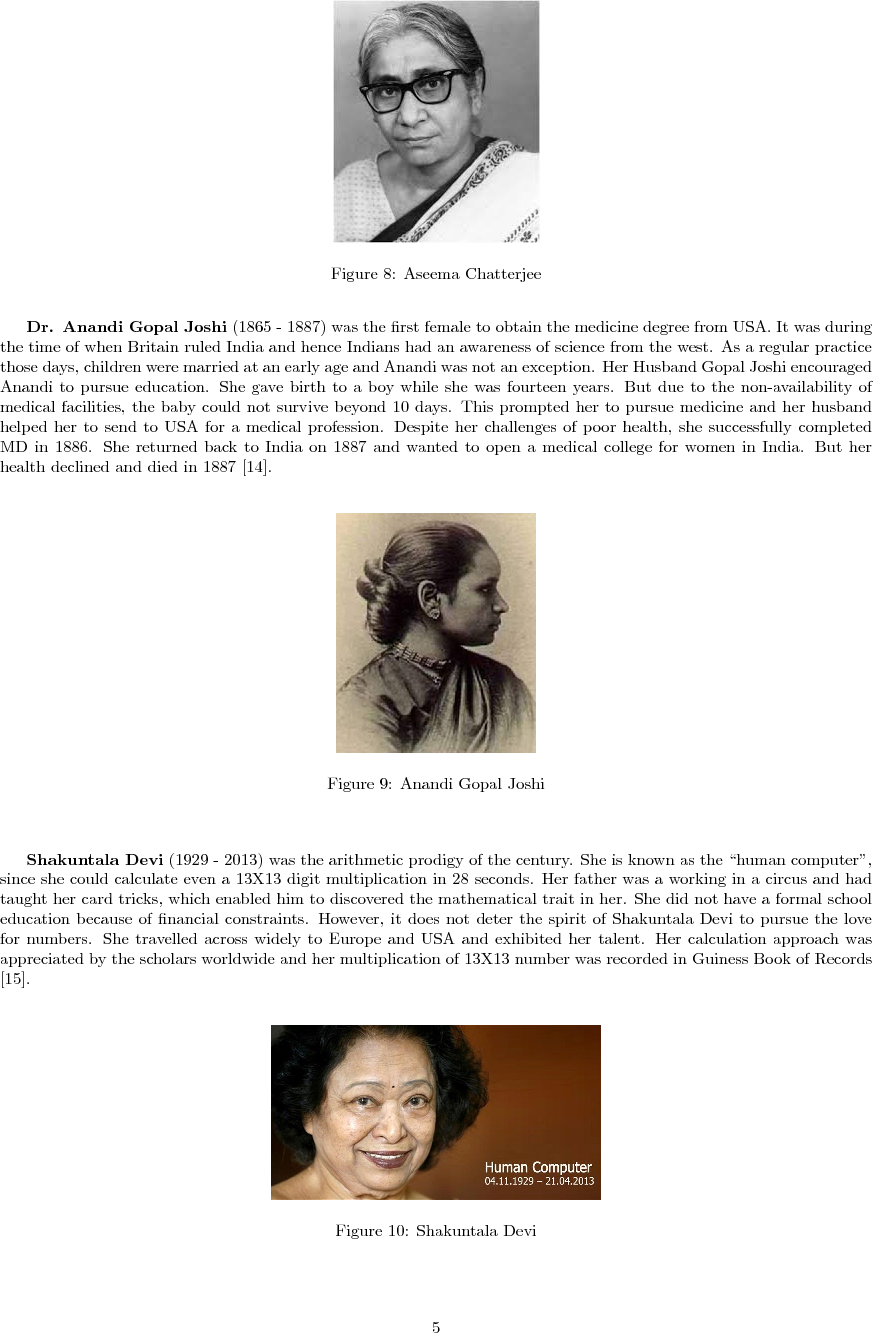 Figure 8: Aseema Chatterjee
Dr. Anandi Gopal Joshi (1865 - 1887) was the first female to obtain the medicine degree from USA. It was during
the time of when Britain ruled India and hence Indians had an awareness of science from the west. As a regular practice
those days, children were married at an early age and Anandi was not an exception. Her Husband Gopal Joshi encouraged
Anandi to pursue education. She gave birth to a boy while she was fourteen years. But due to the non-availability of
medical facilities, the baby could not survive beyond 10 days. This prompted her to pursue medicine and her husband
helped her to send to USA for a medical profession. Despite her challenges of poor health, she successfully completed
MD in 1886. She returned back to India on 1887 and wanted to open a medical college for women in India. But her
health declined and died in 1887 [14].
Figure 9: Anandi Gopal Joshi
Shakuntala Devi (1929 - 2013) was the arithmetic prodigy of the century. She is known as the “human computer”,
since she could calculate even a 13X13 digit multiplication in 28 seconds. Her father was a working in a circus and had
taught her card tricks, which enabled him to discovered the mathematical trait in her. She did not have a formal school
education because of financial constraints. However, it does not deter the spirit of Shakuntala Devi to pursue the love
for numbers. She travelled across widely to Europe and USA and exhibited her talent. Her calculation approach was
appreciated by the scholars worldwide and her multiplication of 13X13 number was recorded in Guiness Book of Records
[15].
Human Computer
04.11.1929 – 21.04.2013
Figure 10: Shakuntala Devi
5